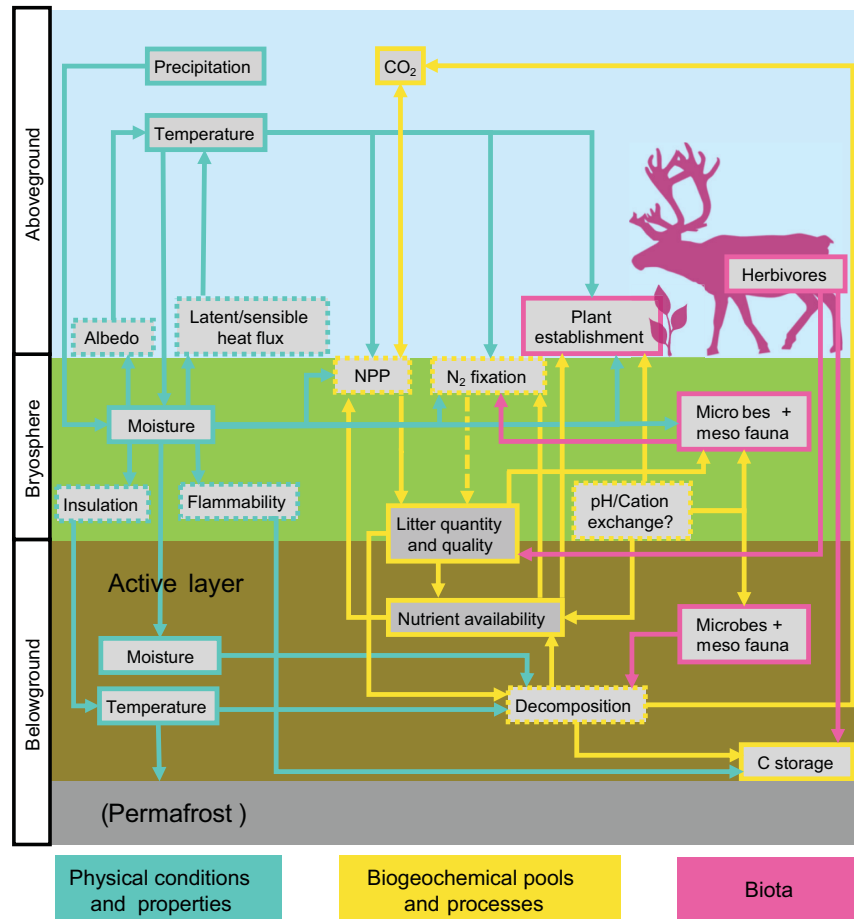 Aboveground
Bryosphere
Belowground
Precipitation
CO₂
Temperature
Herbivores
Albedo
Latent/sensible
heat flux
Plant
establishment
NPP
N₂ fixation
Moisture
Micro bes +
meso fauna
Insulation
Flammability
Litter quantity
and quality
pH/Cation
exchange?
Active layer
Nutrient availability
Microbes +
meso fauna
Moisture
Temperature
Decomposition
C storage
(Permafrost )
Physical conditions
and properties
Biogeochemical pools
and processes
Biota